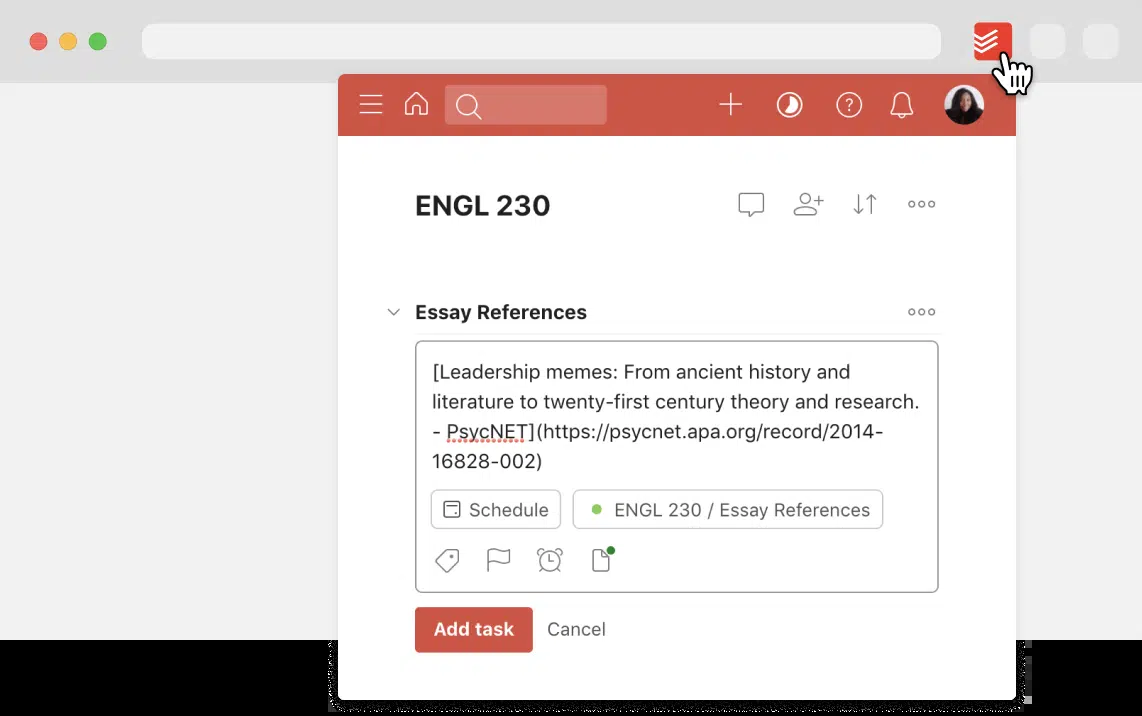 ENGL 230
Essay References
[Leadership memes: From ancient history and
literature to twenty-first century theory and research.
- PsycNET](https://psycnet.apa.org/record/2014-
16828-002)
Schedule
ENGL 230 / Essay References
Add task
Cancel